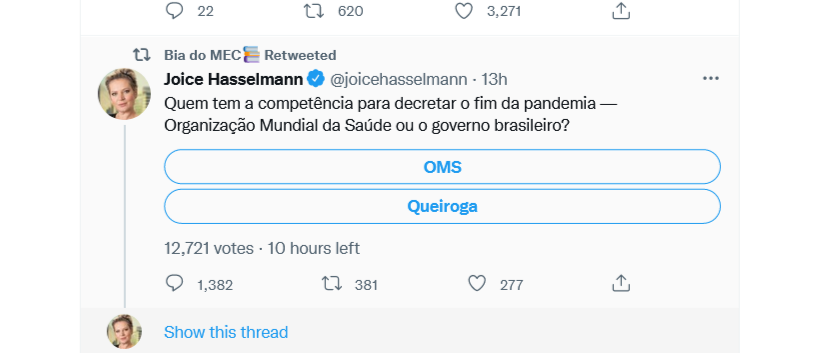 22 620 3,271
Bia do MEC📚 Retweeted
Joice Hasselmann @joicehasselmann · 13h
Quem tem a competência para decretar o fim da pandemia —
Organização Mundial da Saúde ou o governo brasileiro?
OMS
Queiroga
12,721 votes · 10 hours left
1,382 381 277
Show this thread